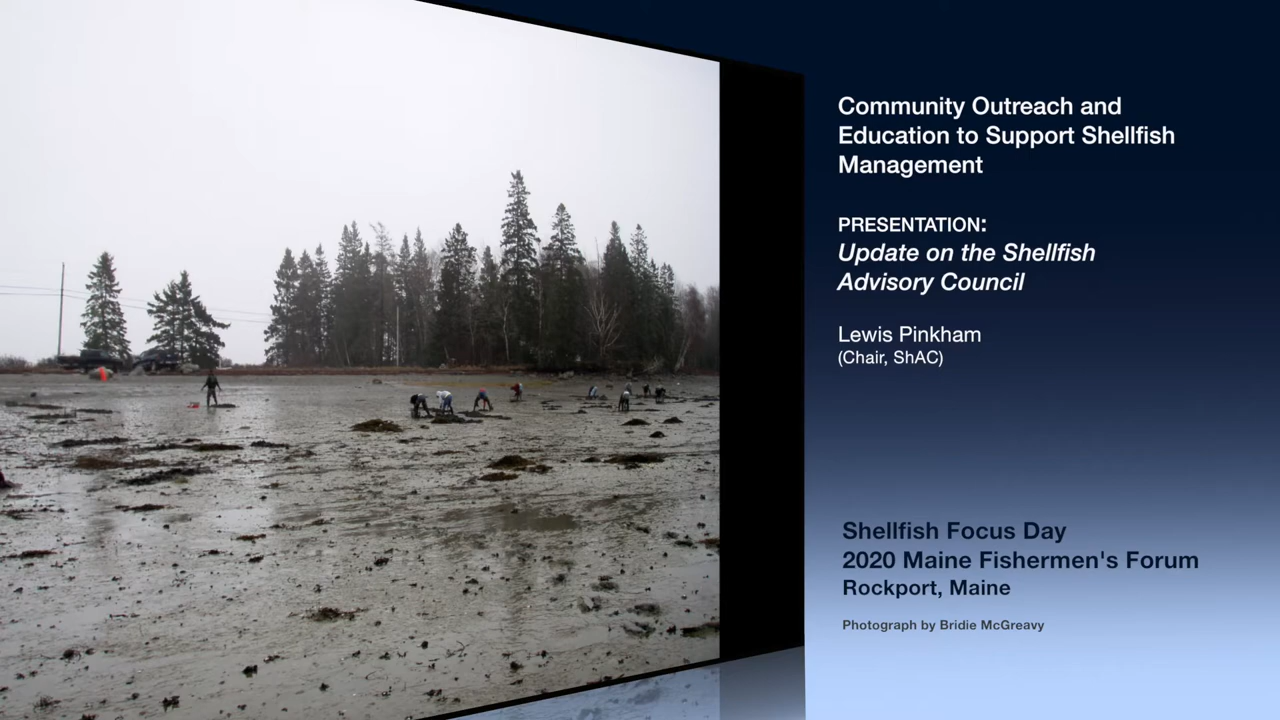 Community Outreach and
Education to Support Shellfish
Management
PRESENTATION:
Update on the Shellfish
Advisory Council
Lewis Pinkham
(Chair, ShAC)
Shellfish Focus Day
2020 Maine Fishermen's Forum
Rockport, Maine
Photograph by Bridie McGreavy